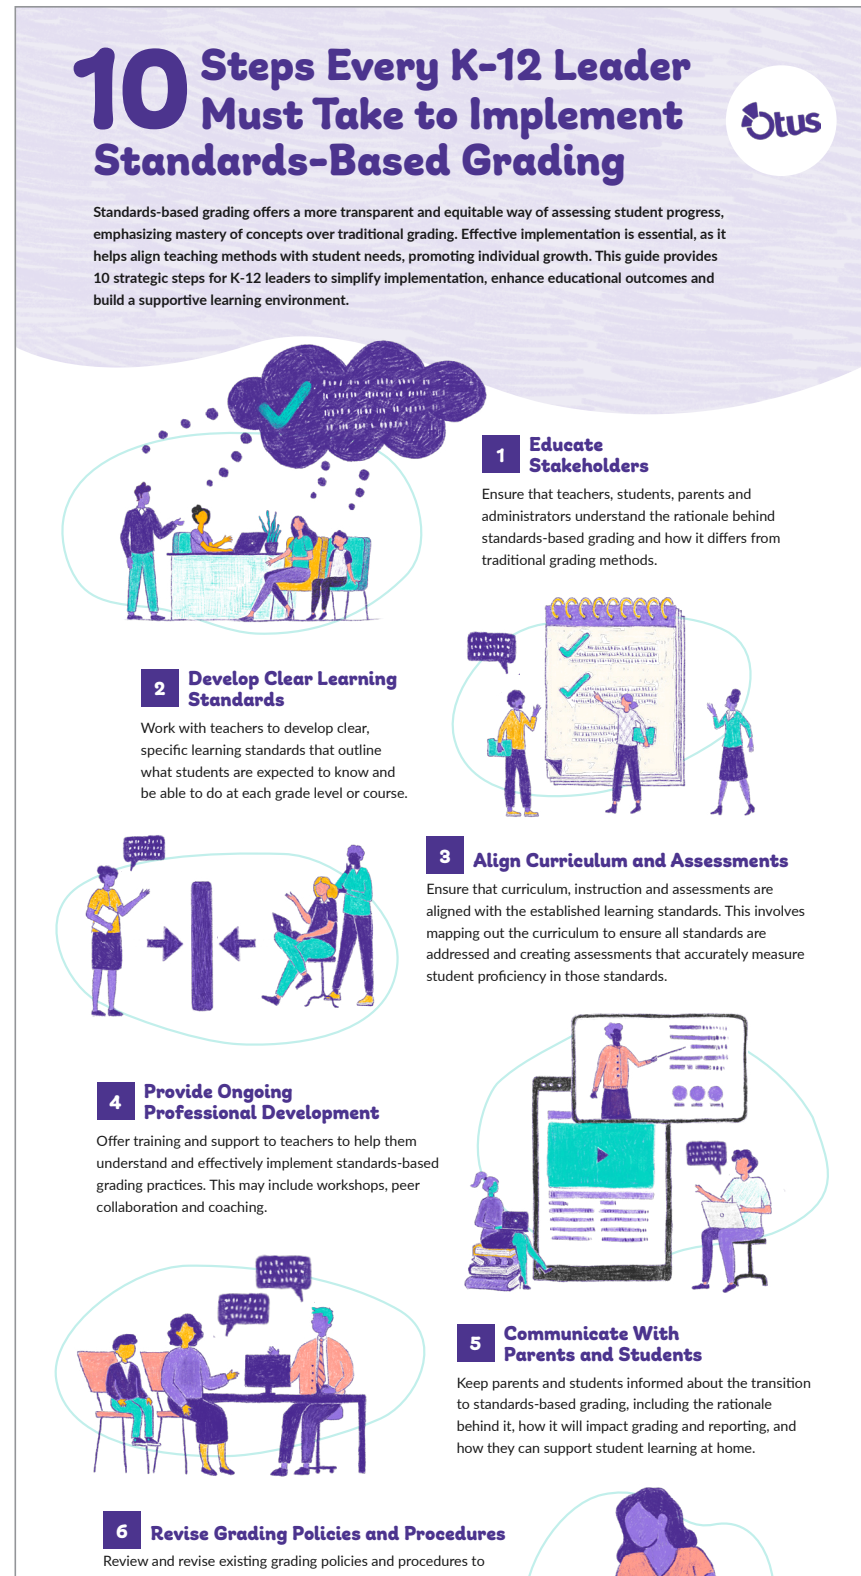 10 Steps Every K-12 Leader
Must Take to Implement
Standards-Based Grading
Otus
Standards-based grading offers a more transparent and equitable way of assessing student progress,
emphasizing mastery of concepts over traditional grading. Effective implementation is essential, as it
helps align teaching methods with student needs, promoting individual growth. This guide provides
10 strategic steps for K-12 leaders to simplify implementation, enhance educational outcomes and
build a supportive learning environment.
1 Educate
Stakeholders
Ensure that teachers, students, parents and
administrators understand the rationale behind
standards-based grading and how it differs from
traditional grading methods.
2 Develop Clear Learning
Standards
Work with teachers to develop clear,
specific learning standards that outline
what students are expected to know and
be able to do at each grade level or course.
3 Align Curriculum and Assessments
Ensure that curriculum, instruction and assessments are
aligned with the established learning standards. This involves
mapping out the curriculum to ensure all standards are
addressed and creating assessments that accurately measure
student proficiency in those standards.
4 Provide Ongoing
Professional Development
Offer training and support to teachers to help them
understand and effectively implement standards-based
grading practices. This may include workshops, peer
collaboration and coaching.
5 Communicate With
Parents and Students
Keep parents and students informed about the transition
to standards-based grading, including the rationale
behind it, how it will impact grading and reporting, and
how they can support student learning at home.
6 Revise Grading Policies and Procedures
Review and revise existing grading policies and procedures to